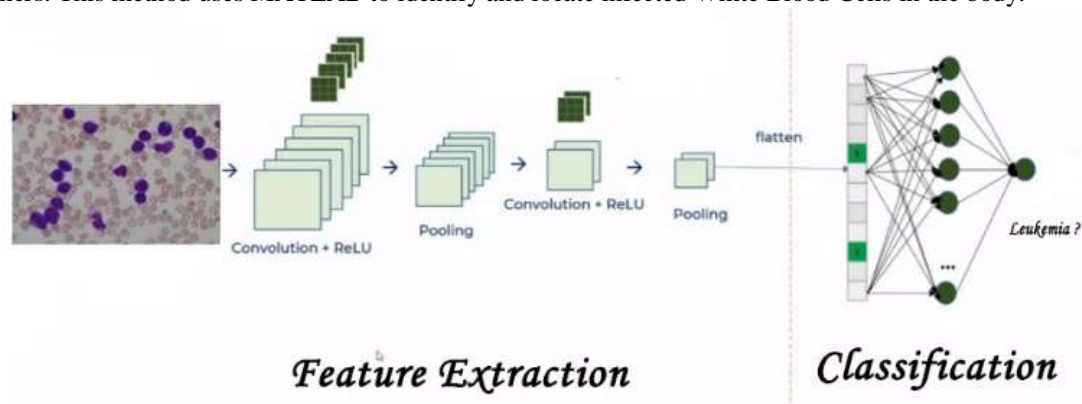 This method uses MATLAB to identify and locate infected White Blood Cells in the body.
flatten
Convolution + ReLU
Pooling
Convolution + ReLU
Pooling
Leukemia ?
...
Feature Extraction
Classification